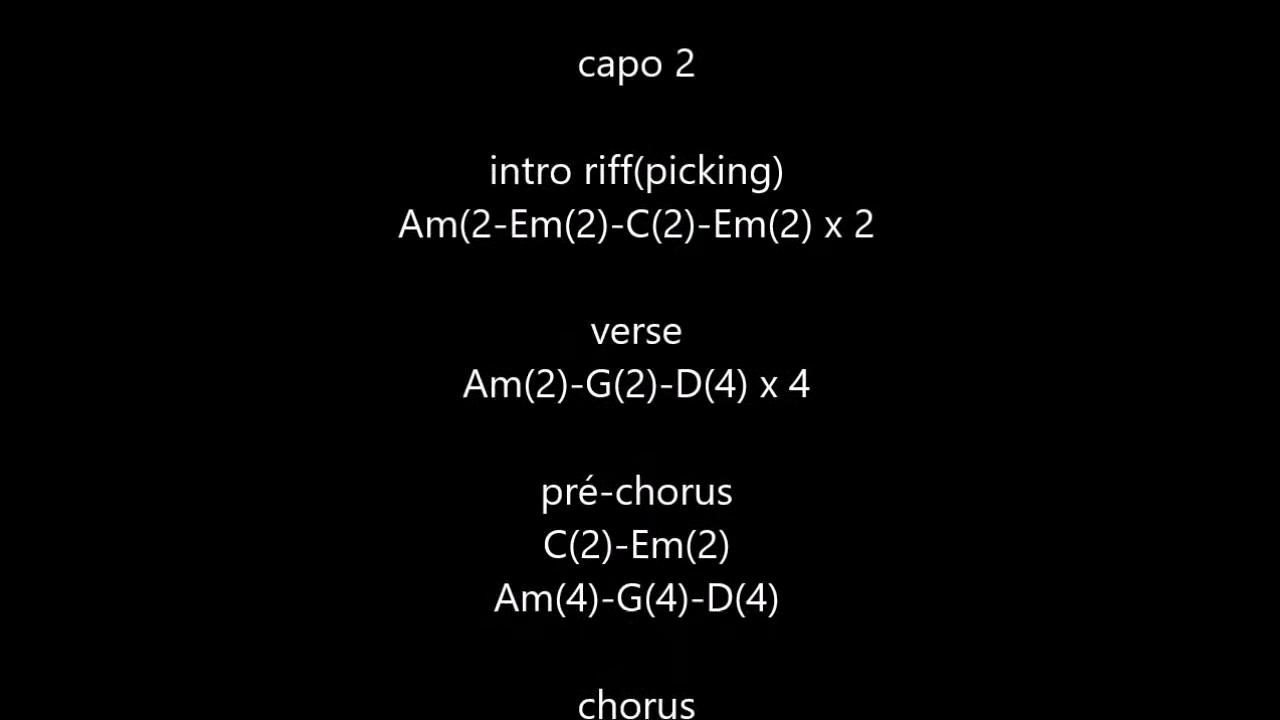 capo 2
intro riff(picking)
Am(2-Em(2)-C(2)-Em(2) x 2
verse
Am(2)-G(2)-D(4) x 4
pré-chorus
C(2)-Em(2)
Am(4)-G(4)-D(4)
chorus